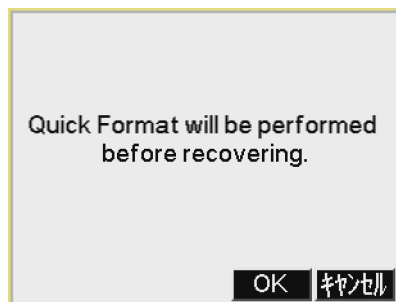 Quick Format will be performed
before recovering.
OK キャンセル